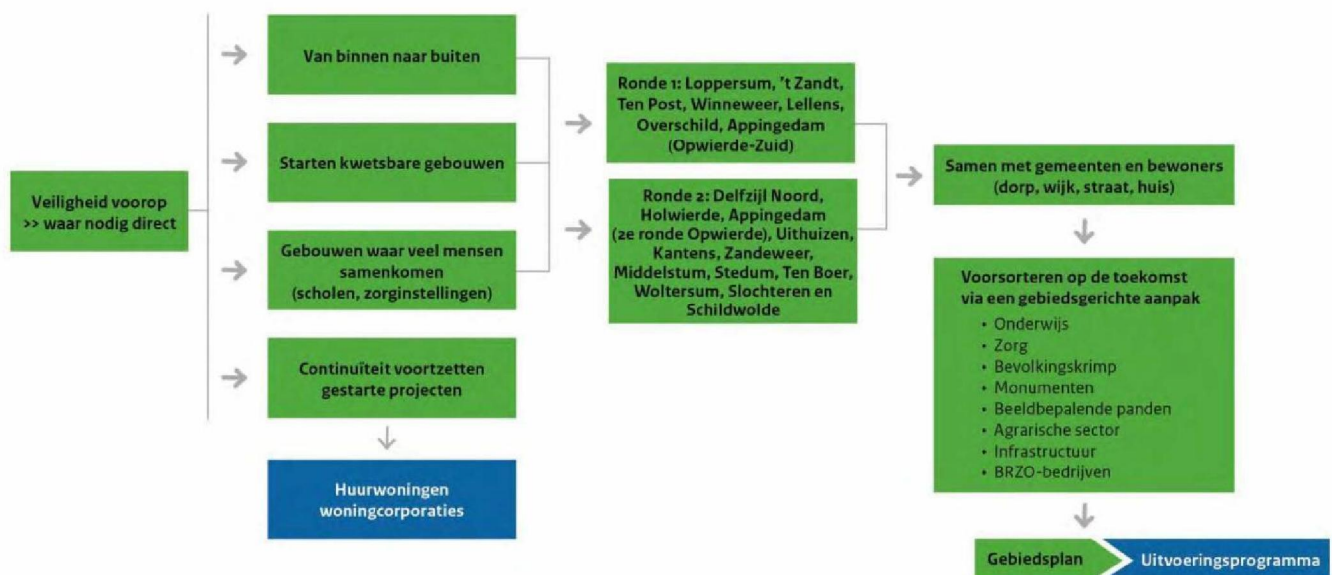 Veiligheid voorop
>> waar nodig direct
Van binnen naar buiten
Starten kwetsbare gebouwen
Gebouwen waar veel mensen
samenkomen
(scholen, zorginstellingen)
Continuïteit voortzetten
gestarte projecten
Huurwoningen
woningcorporaties
Ronde 1: Loppersum, 't Zandt,
Ten Post, Winneweer, Lellens,
Overschild, Appingedam
(Opwierde-Zuid)
Ronde 2: Delfzijl Noord,
Holwierde, Appingedam
(2e ronde Opwierde), Uithuizen,
Kantens, Zandeweer,
Middelstum, Stedum, Ten Boer,
Woltersum, Slochteren en
Schildwolde
Samen met gemeenten en bewoners
(dorp, wijk, straat, huis)
Voorsorteren op de toekomst
via een gebiedsgerichte aanpak
• Onderwijs
• Zorg
• Bevolkingskrimp
• Monumenten
• Beeldbepalende panden
• Agrarische sector
• Infrastructuur
• BRZO-bedrijven
Gebiedsplan
Uitvoeringsprogramma